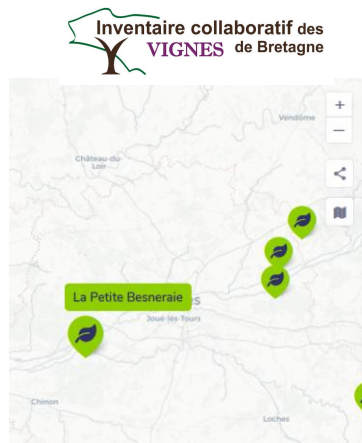 Inventaire collaboratif des
VIGNES de Bretagne
Vendôme
+
−
Château-du-
Loir
La Petite Besneraie
S
Joué-lès-Tours
Chinon
Loches